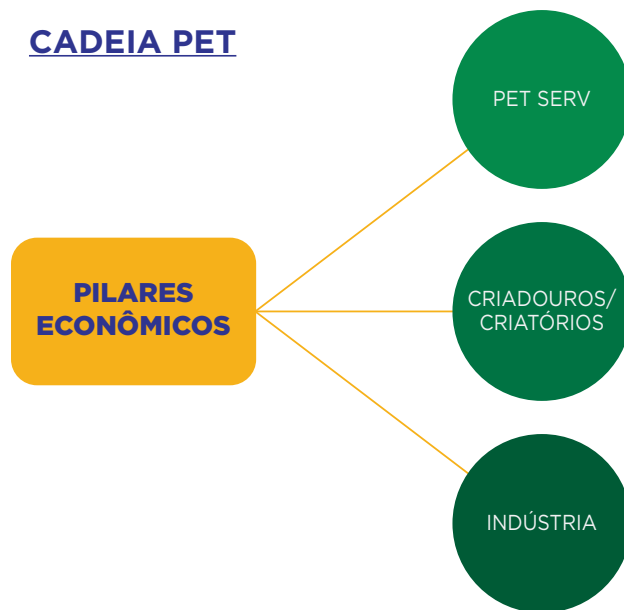 CADEIA PET
PET SERV
PILARES
ECONÔMICOS
CRIADOUROS/
CRIATÓRIOS
INDÚSTRIA